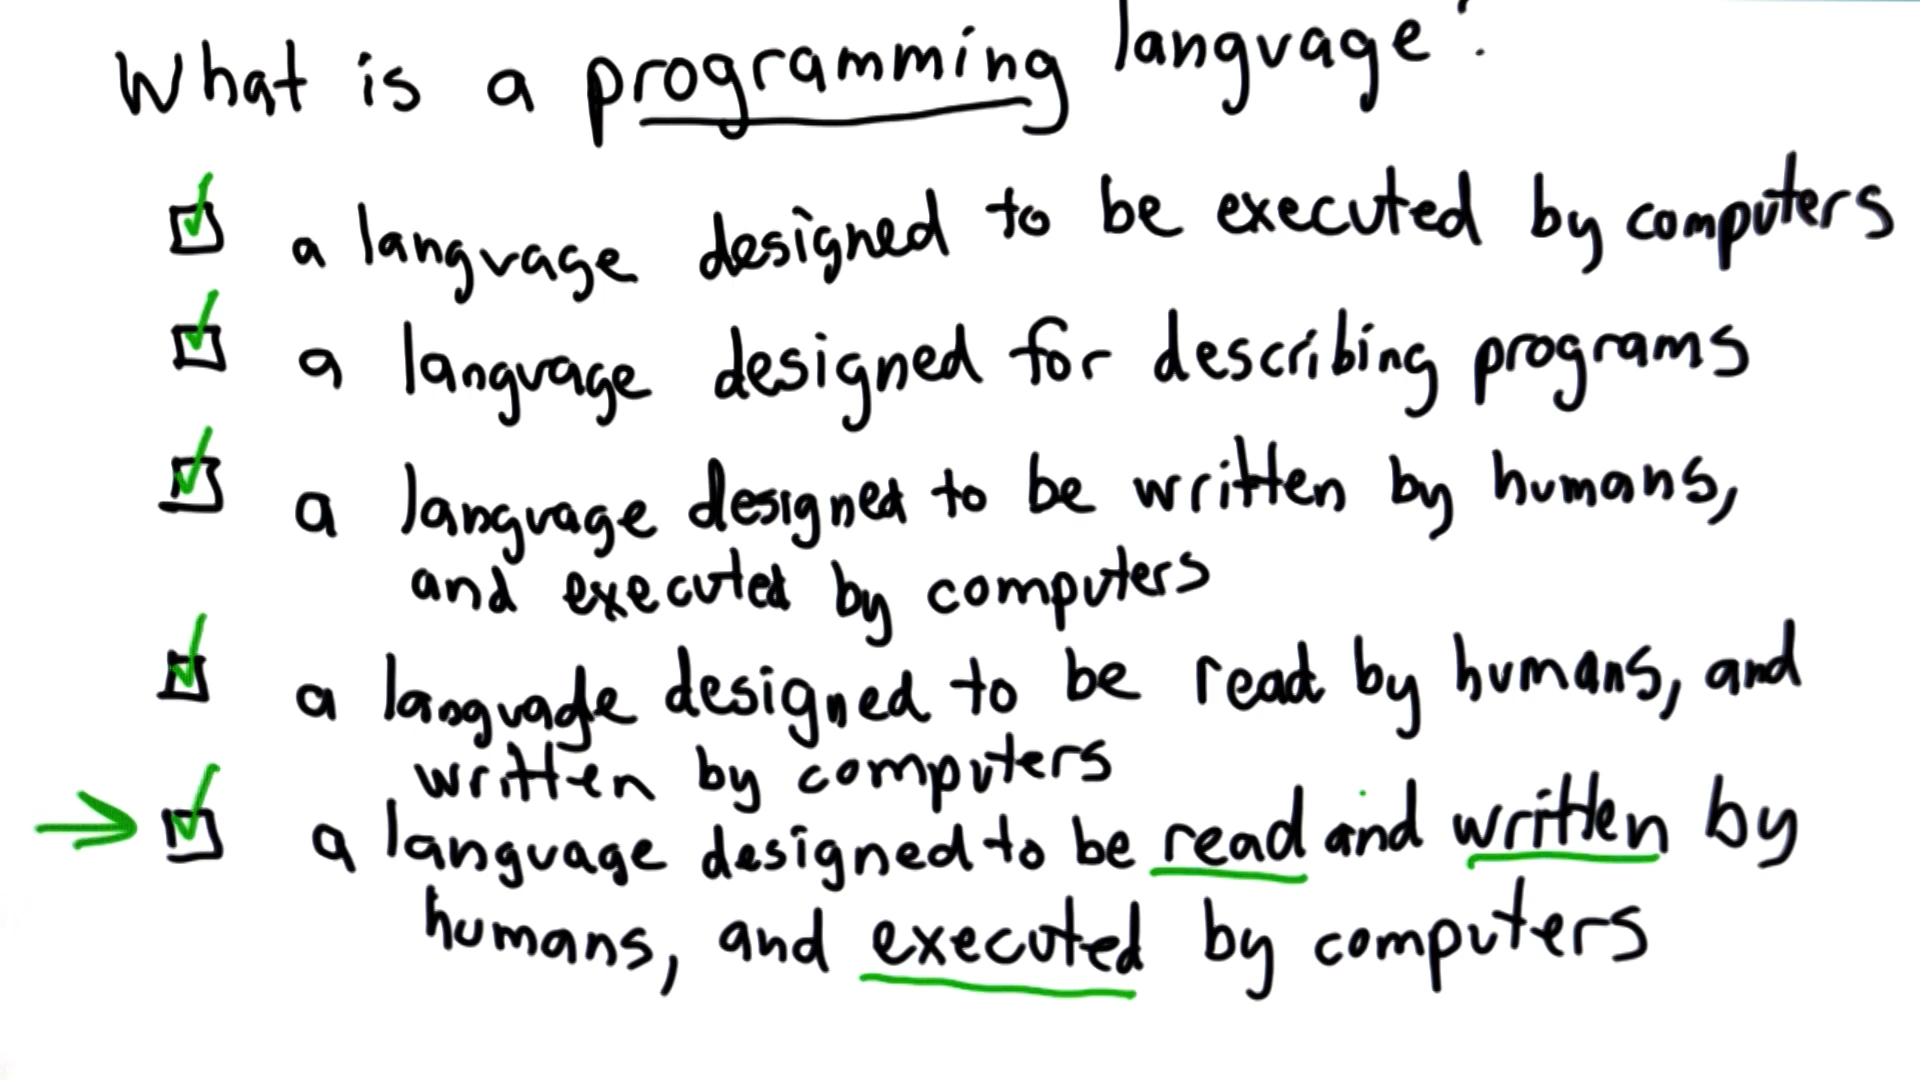 What is a programming language?
a language designed to be executed by computers
a language designed for describing programs
a language designed to be written by humans,
and executed by computers
a language designed to be read by humans, and
written by computers
a language designed to be read and written by
humans, and executed by computers